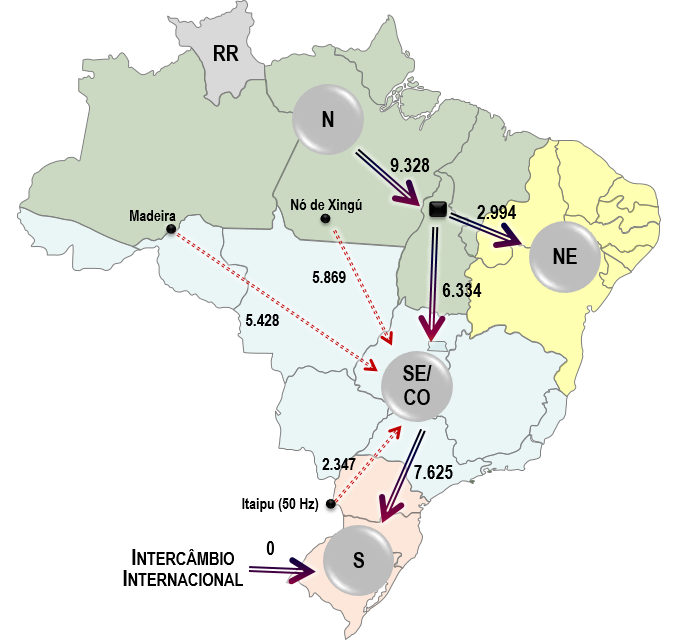 RR
N
9.328
Nó de Xingú
Madeira
2.994
NE
5.869
6.334
5.428
SE/
CO
2.347
7.625
Itaipu (50 Hz)
0
INTERCÂMBIO
INTERNACIONAL
S